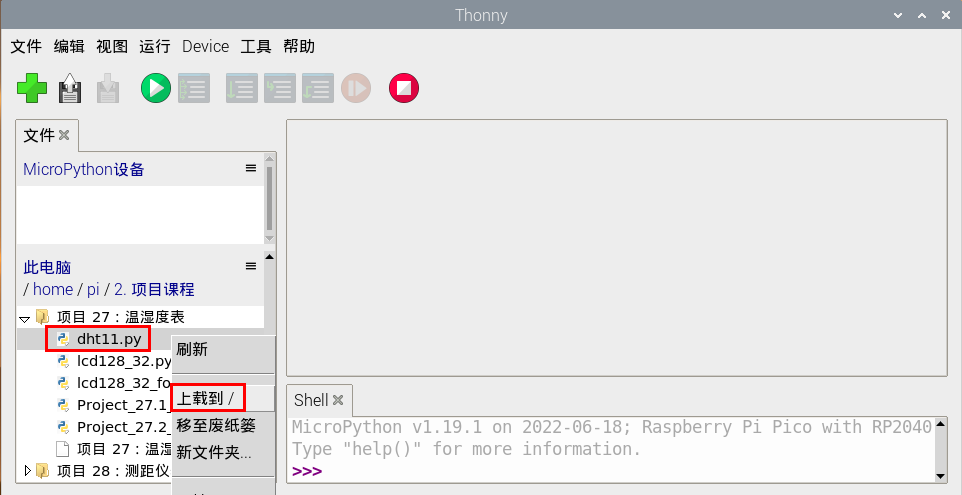 Thonny
文件 编辑 视图 运行 Device 工具 帮助
文件
MicroPython设备
此电脑
/ home / pi / 2. 项目课程
项目 27：温湿度表
dht11.py
lcd128_32.py
lcd128_32_fo
Project_27.1_
Project_27.2_
项目 27：温湿
项目 28：测距仪
刷新
上载到 /
移至废纸篓
新文件夹...
Shell
MicroPython v1.19.1 on 2022-06-18; Raspberry Pi Pico with RP2040
Type "help()" for more information.
>>>